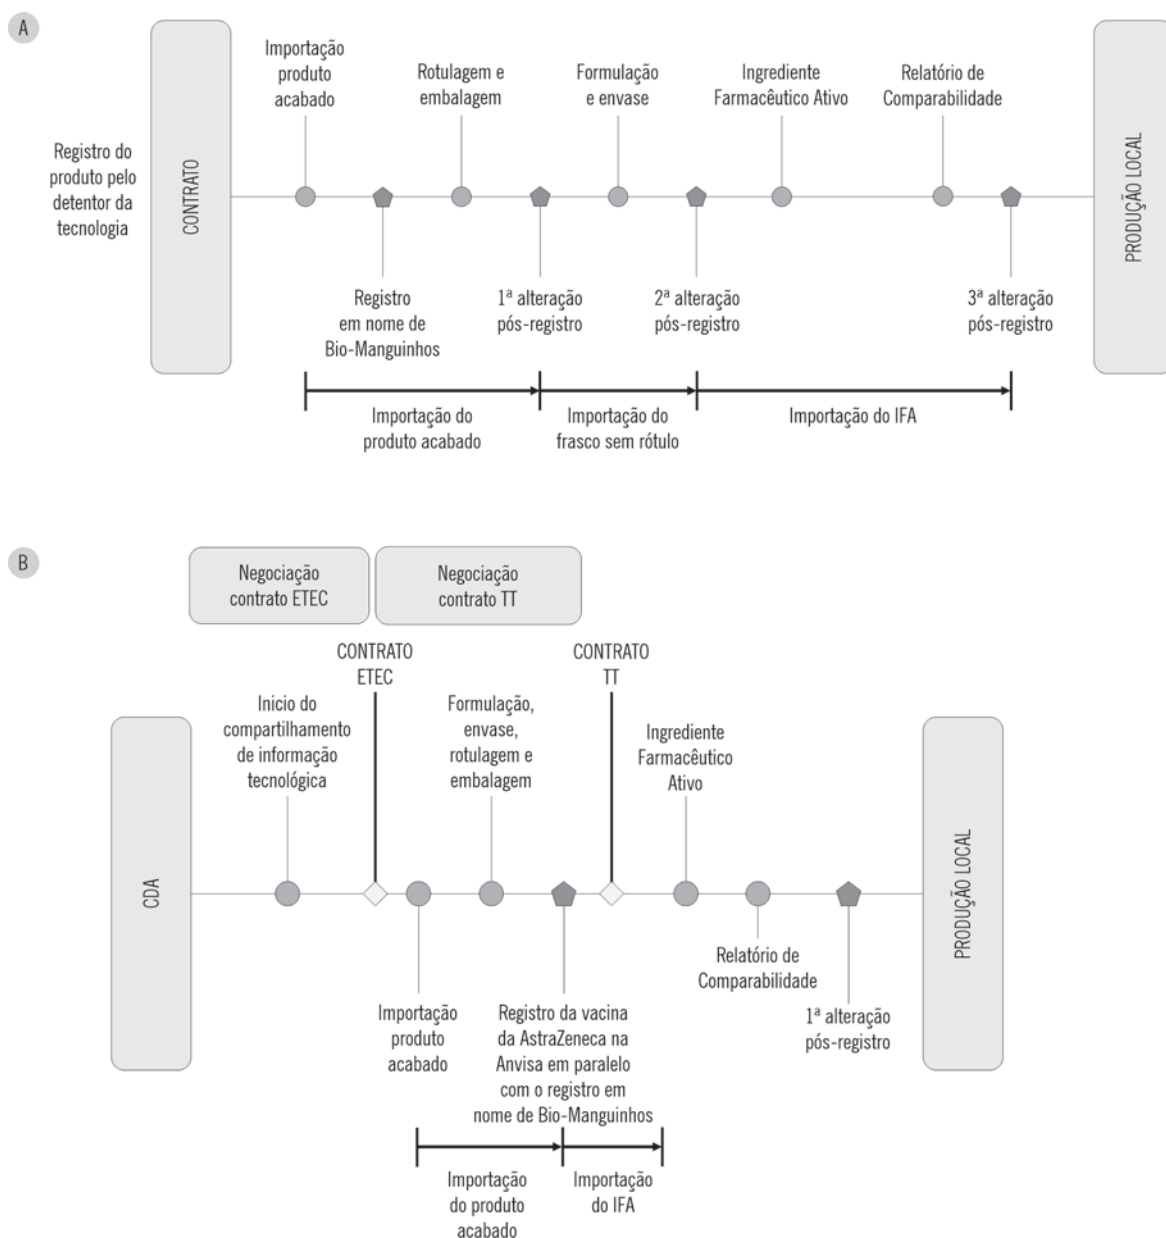 A
Importação
produto
acabado
Rotulagem e
embalagem
Formulação
e envase
Ingrediente
Farmacêutico Ativo
Relatório de
Comparabilidade
Registro do
produto pelo
detentor da
tecnologia
CONTRATO
PRODUÇÃO LOCAL
Registro
em nome de
Bio-Manguinhos
1ª alteração
pós-registro
2ª alteração
pós-registro
3ª alteração
pós-registro
Importação do
produto acabado
Importação do
frasco sem rótulo
Importação do IFA
B
Negociação
contrato ETEC
Negociação
contrato TT
CONTRATO
ETEC
CONTRATO
TT
Inicio do
compartilhamento
de informação
tecnológica
Formulação,
envase,
rotulagem e
embalagem
Ingrediente
Farmacêutico
Ativo
CDA
PRODUÇÃO LOCAL
Relatório de
Comparabilidade
Importação
produto
acabado
Registro da vacina
da AstraZeneca na
Anvisa em paralelo
com o registro em
nome de Bio-Manguinhos
1ª alteração
pós-registro
Importação
do produto
acabado
Importação
do IFA